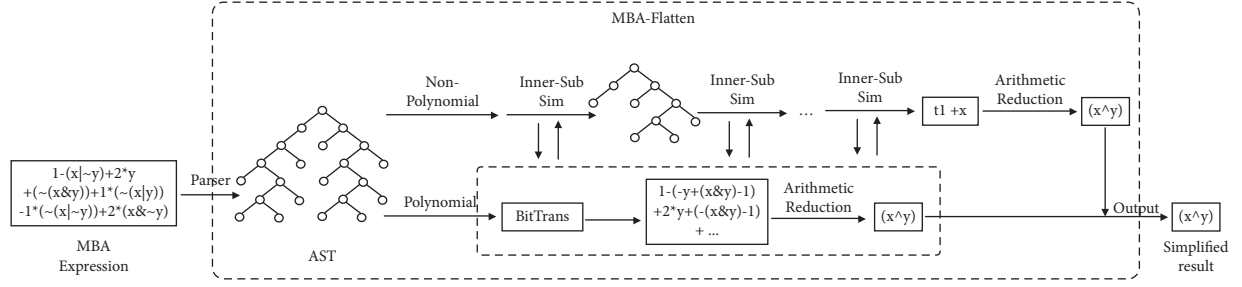 MBA-Flatten
Non-
Polynomial
Inner-Sub
Sim
Inner-Sub
Sim
...
Inner-Sub
Sim
t1 +x
Arithmetic
Reduction
(x^y)
1-(x|~y)+2*y
+(~(x&y))+1*(~(x|y))
-1*(~(x|~y))+2*(x&~y)
MBA
Expression
Parser
AST
Polynomial
BitTrans
1-(-y+(x&y)-1)
+2*y+(-(x&y)-1)
+ ...
Arithmetic
Reduction
(x^y)
Output
(x^y)
Simplified
result